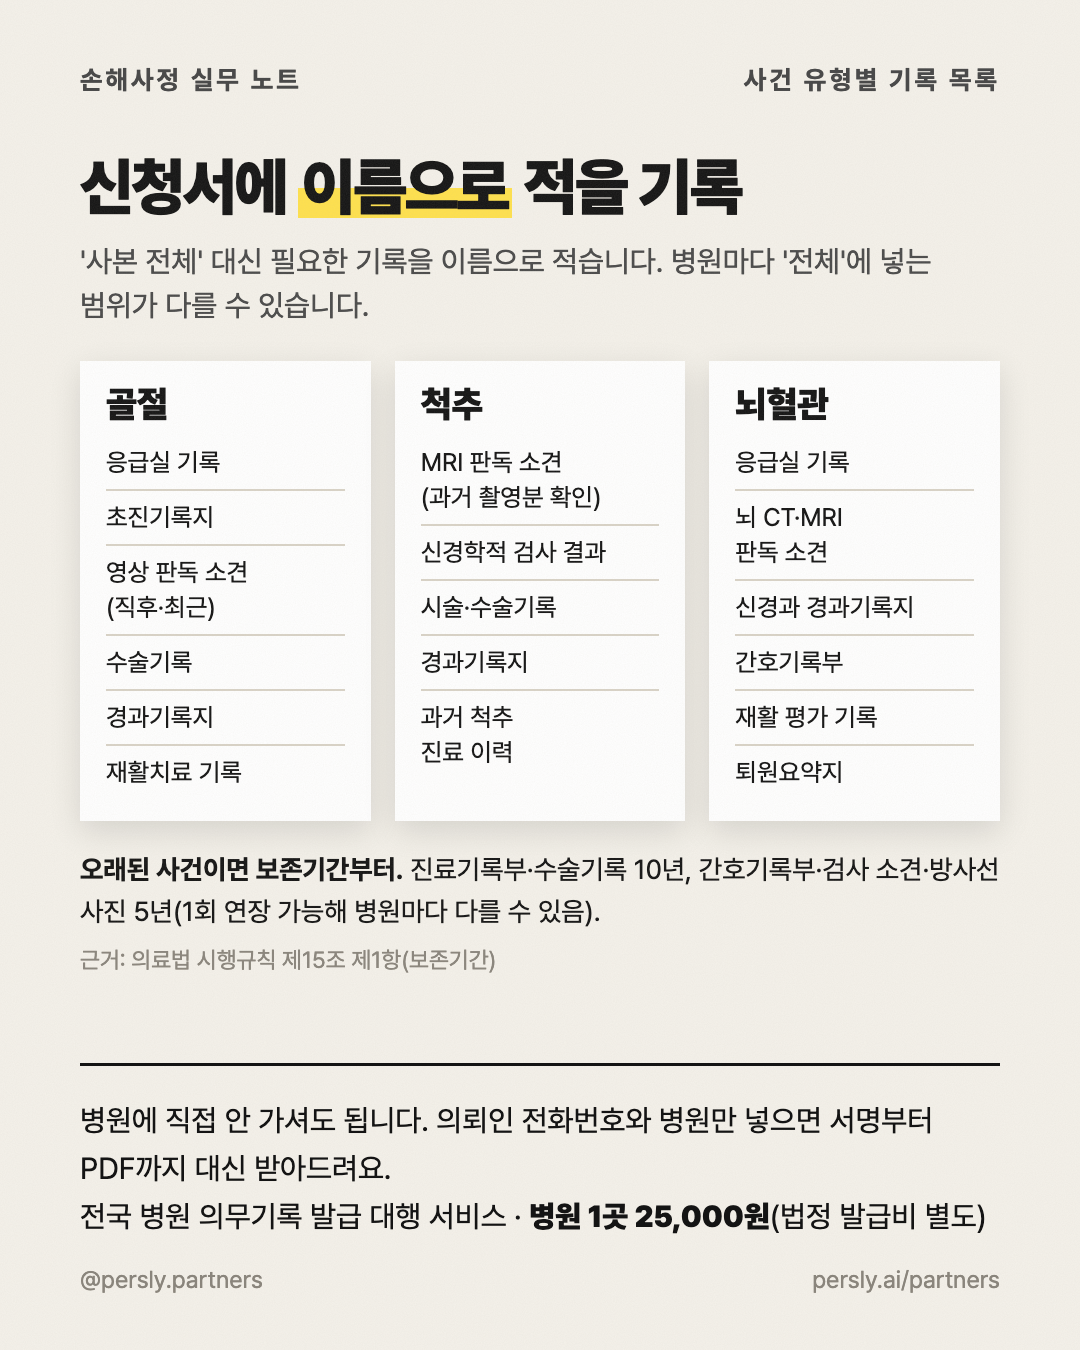 손해사정 실무 노트
사건 유형별 기록 목록
신청서에 이름으로 적을 기록
'사본 전체' 대신 필요한 기록을 이름으로 적습니다. 병원마다 '전체'에 넣는
범위가 다를 수 있습니다.
골절
응급실 기록
초진기록지
영상 판독 소견
(직후·최근)
수술기록
경과기록지
재활치료 기록
척추
MRI 판독 소견
(과거 촬영분 확인)
신경학적 검사 결과
시술·수술기록
경과기록지
과거 척추
진료 이력
뇌혈관
응급실 기록
뇌 CT·MRI
판독 소견
신경과 경과기록지
간호기록부
재활 평가 기록
퇴원요약지
오래된 사건이면 보존기간부터. 진료기록부·수술기록 10년, 간호기록부·검사 소견·방사선
사진 5년(1회 연장 가능해 병원마다 다를 수 있음).
근거: 의료법 시행규칙 제15조 제1항(보존기간)
병원에 직접 안 가셔도 됩니다. 의뢰인 전화번호와 병원만 넣으면 서명부터
PDF까지 대신 받아드려요.
전국 병원 의무기록 발급 대행 서비스 · 병원 1곳 25,000원(법정 발급비 별도)
@persly.partners
persly.ai/partners